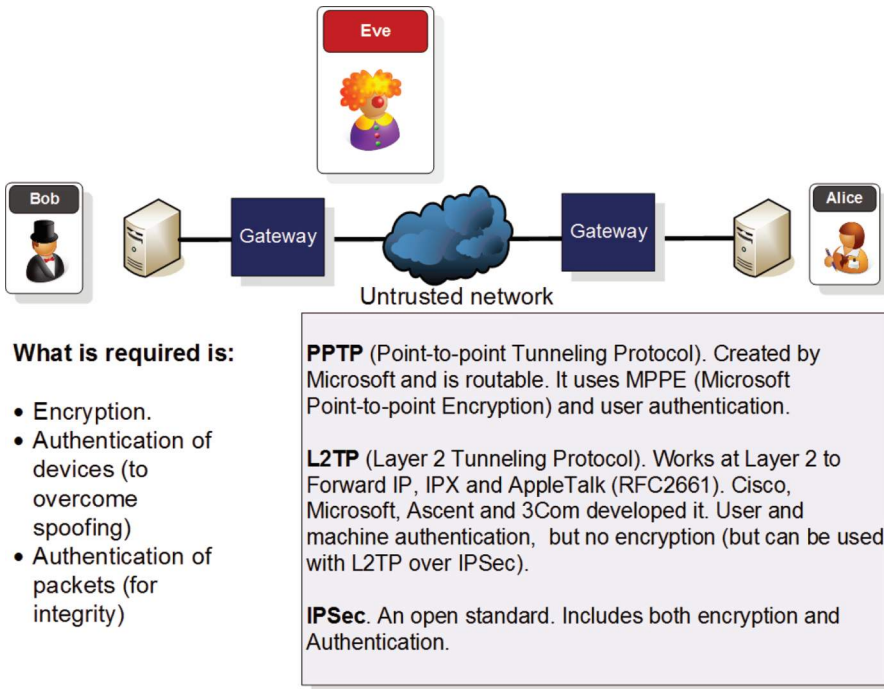 Eve
Bob
Gateway
Gateway
Alice
Untrusted network
What is required is:
• Encryption.
• Authentication of
devices (to
overcome
spoofing)
• Authentication of
packets (for
integrity)
PPTP (Point-to-point Tunneling Protocol). Created by
Microsoft and is routable. It uses MPPE (Microsoft
Point-to-point Encryption) and user authentication.
L2TP (Layer 2 Tunneling Protocol). Works at Layer 2 to
Forward IP, IPX and AppleTalk (RFC2661). Cisco,
Microsoft, Ascent and 3Com developed it. User and
machine authentication, but no encryption (but can be used
with L2TP over IPSec).
IPSec. An open standard. Includes both encryption and
Authentication.